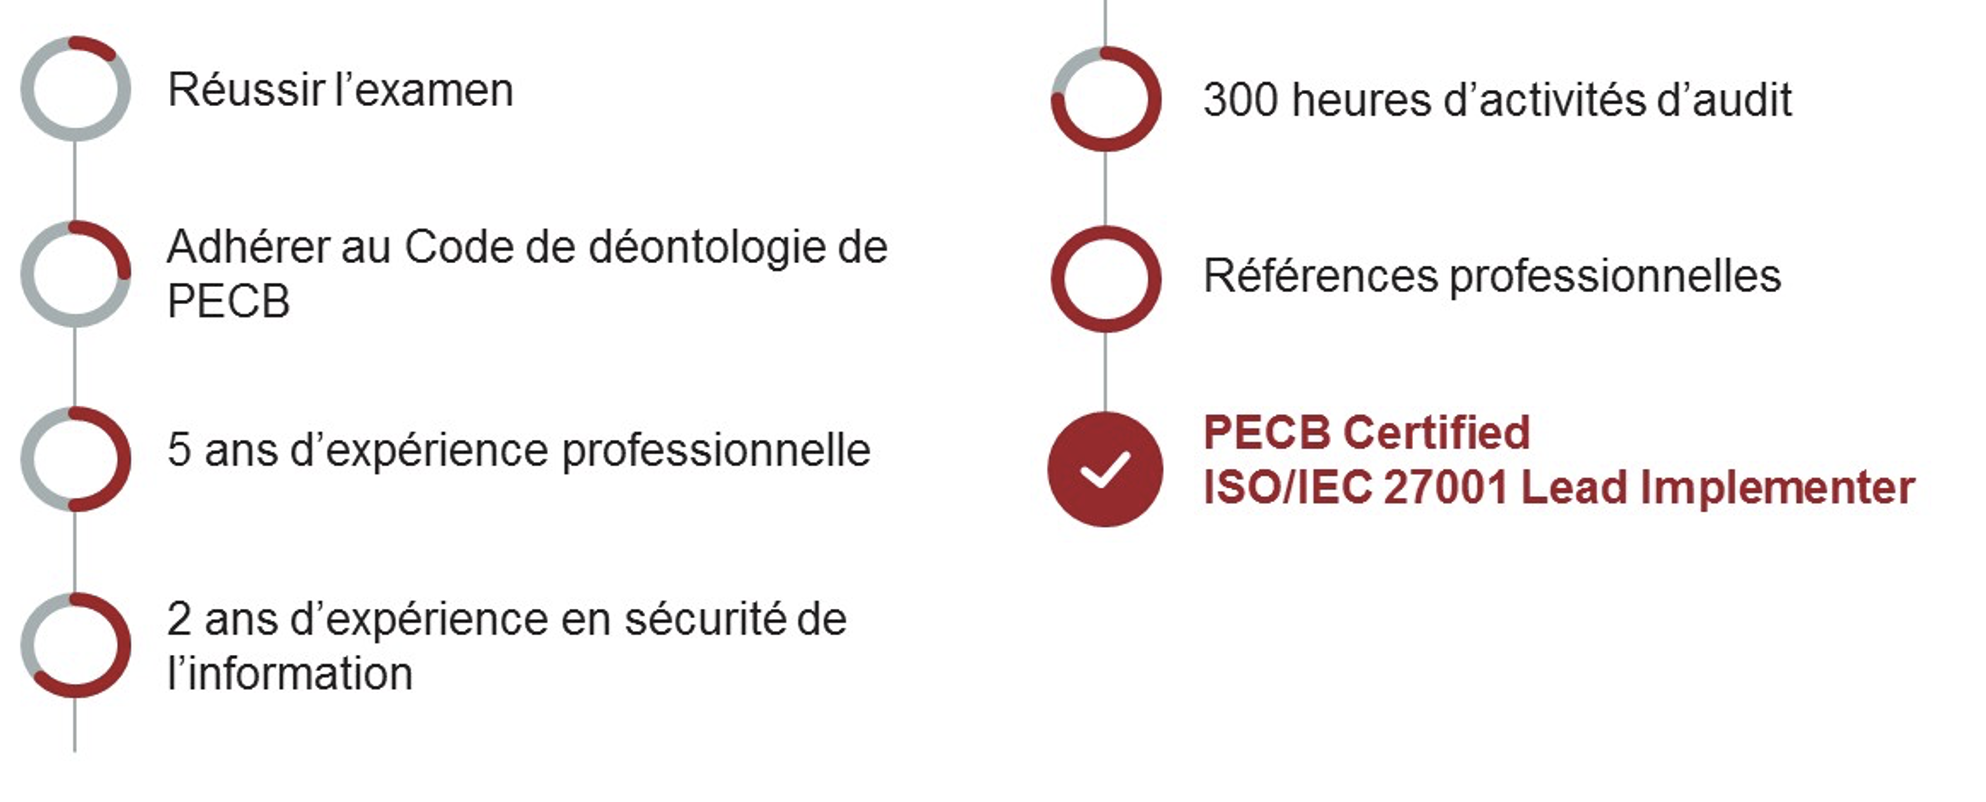 Réussir l’examen
Adhérer au Code de déontologie de
PECB
5 ans d’expérience professionnelle
2 ans d’expérience en sécurité de
l’information
300 heures d’activités d’audit
Références professionnelles
PECB Certified
ISO/IEC 27001 Lead Implementer